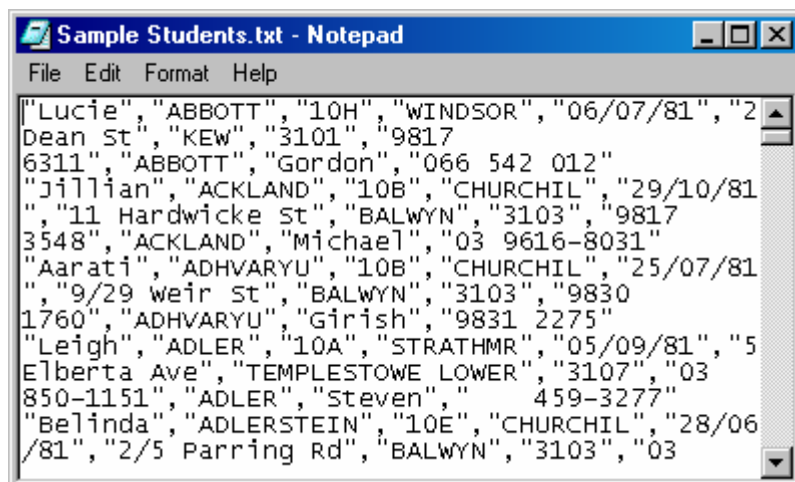 Sample Students.txt - Notepad
File Edit Format Help
"Lucie","ABBOTT","10H","WINDSOR","06/07/81","2
Dean St","KEW","3101","9817
6311","ABBOTT","Gordon","066 542 012"
"Jillian","ACKLAND","10B","CHURCHIL","29/10/81
","11 Hardwicke St","BALWYN","3103","9817
3548","ACKLAND","Michael","03 9616-8031"
"Aarati","ADHVARYU","10B","CHURCHIL","25/07/81
","9/29 Weir St","BALWYN","3103","9830
1760","ADHVARYU","Girish","9831 2275"
"Leigh","ADLER","10A","STRATHMR","05/09/81","5
Elberta Ave","TEMPLESTOWE LOWER","3107","03
850-1151","ADLER","Steven","    459-3277"
"Belinda","ADLERSTEIN","10E","CHURCHIL","28/06
/81","2/5 Parring Rd","BALWYN","3103","03